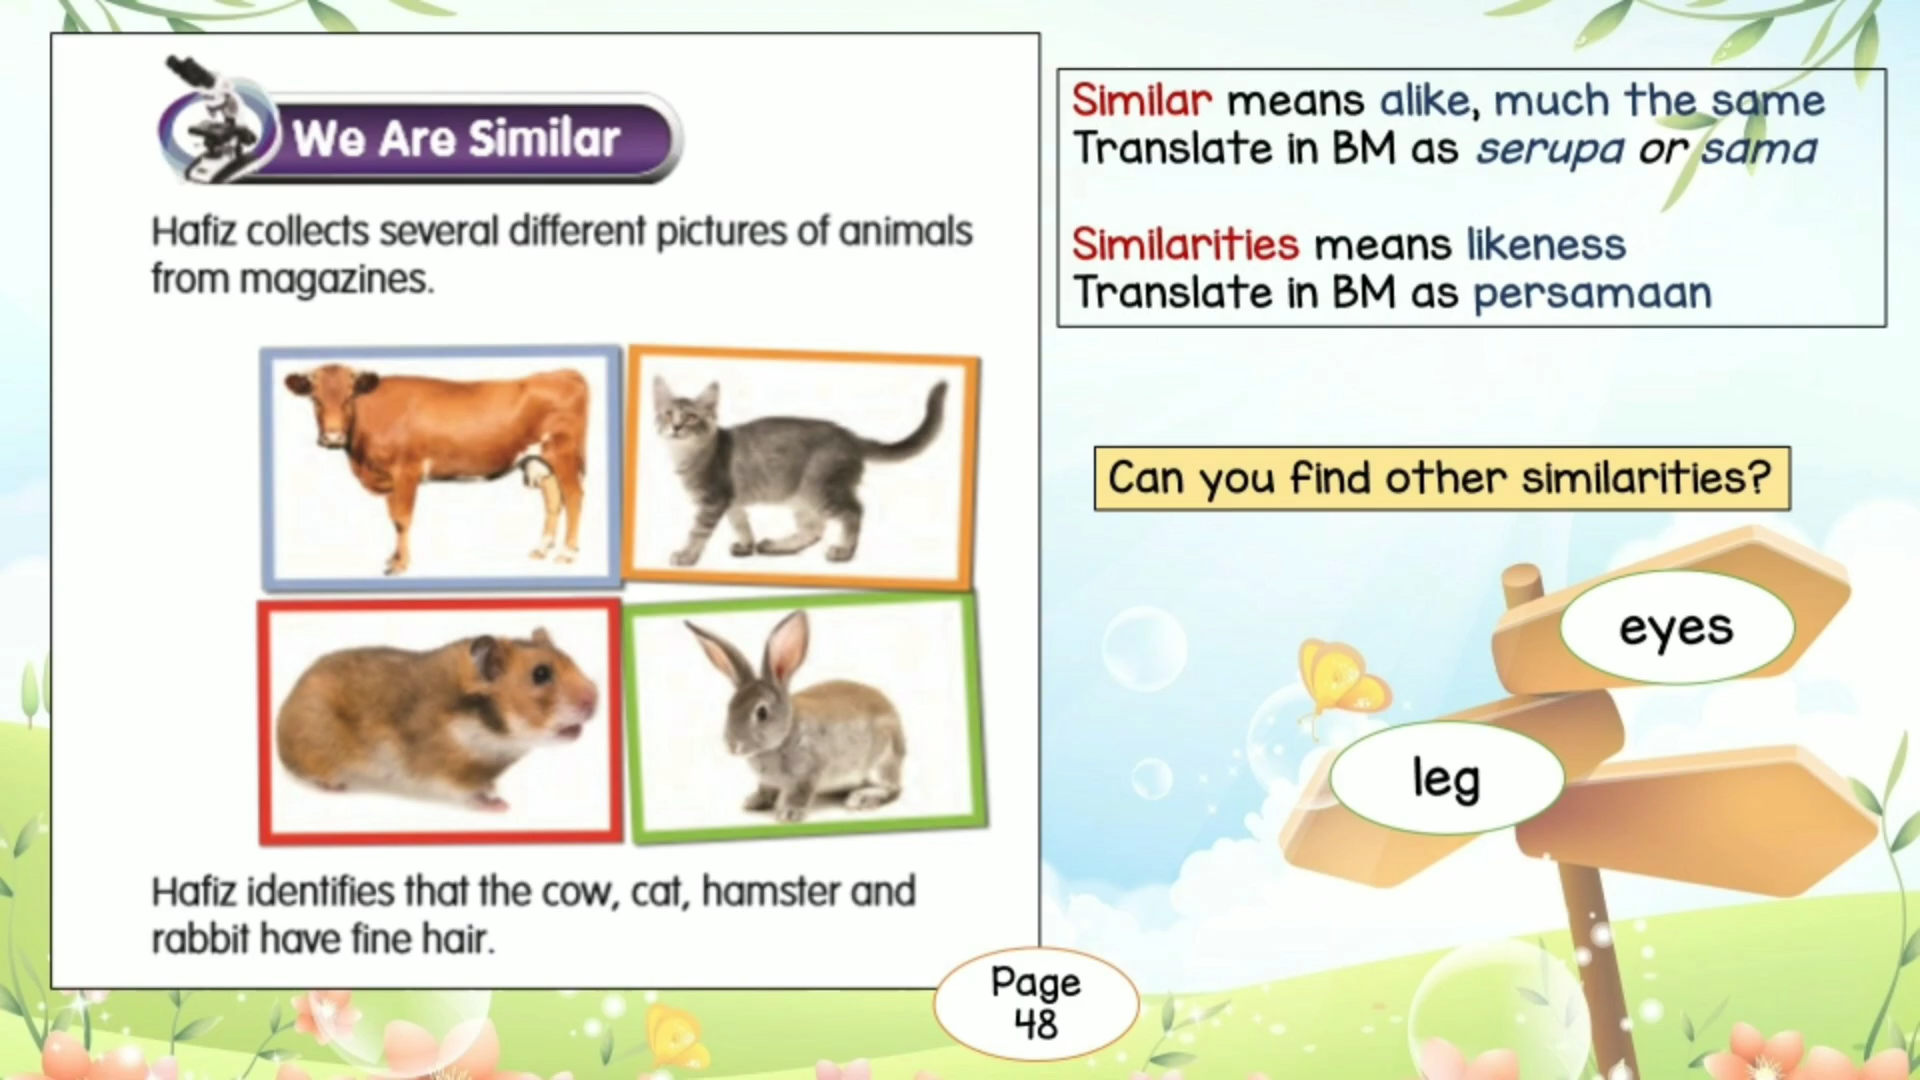 We Are Similar
Hafiz collects several different pictures of animals
from magazines.
Hafiz identifies that the cow, cat, hamster and
rabbit have fine hair.
Similar means alike, much the same
Translate in BM as serupa or sama
Similarities means likeness
Translate in BM as persamaan
Can you find other similarities?
eyes
leg
Page
48